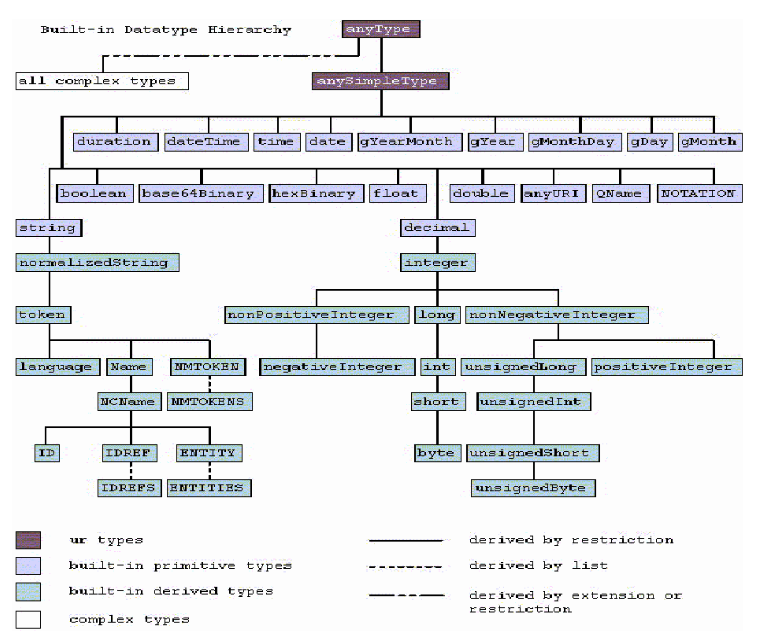 Built-in Datatype Hierarchy
anyType
all complex types
anySimpleType
duration dateTime time date gYearMonth gYear gMonthDay gDay gMonth
boolean base64Binary hexBinary float double anyURI QName NOTATION
string decimal
normalizedString integer
token nonPositiveInteger long nonNegativeInteger
language Name NMTOKEN negativeInteger int unsignedLong positiveInteger
NCName NMTOKENS short unsignedInt
ID IDREF ENTITY byte unsignedShort
IDREFS ENTITIES unsignedByte
ur types derived by restriction
built-in primitive types derived by list
built-in derived types derived by extension or
restriction
complex types